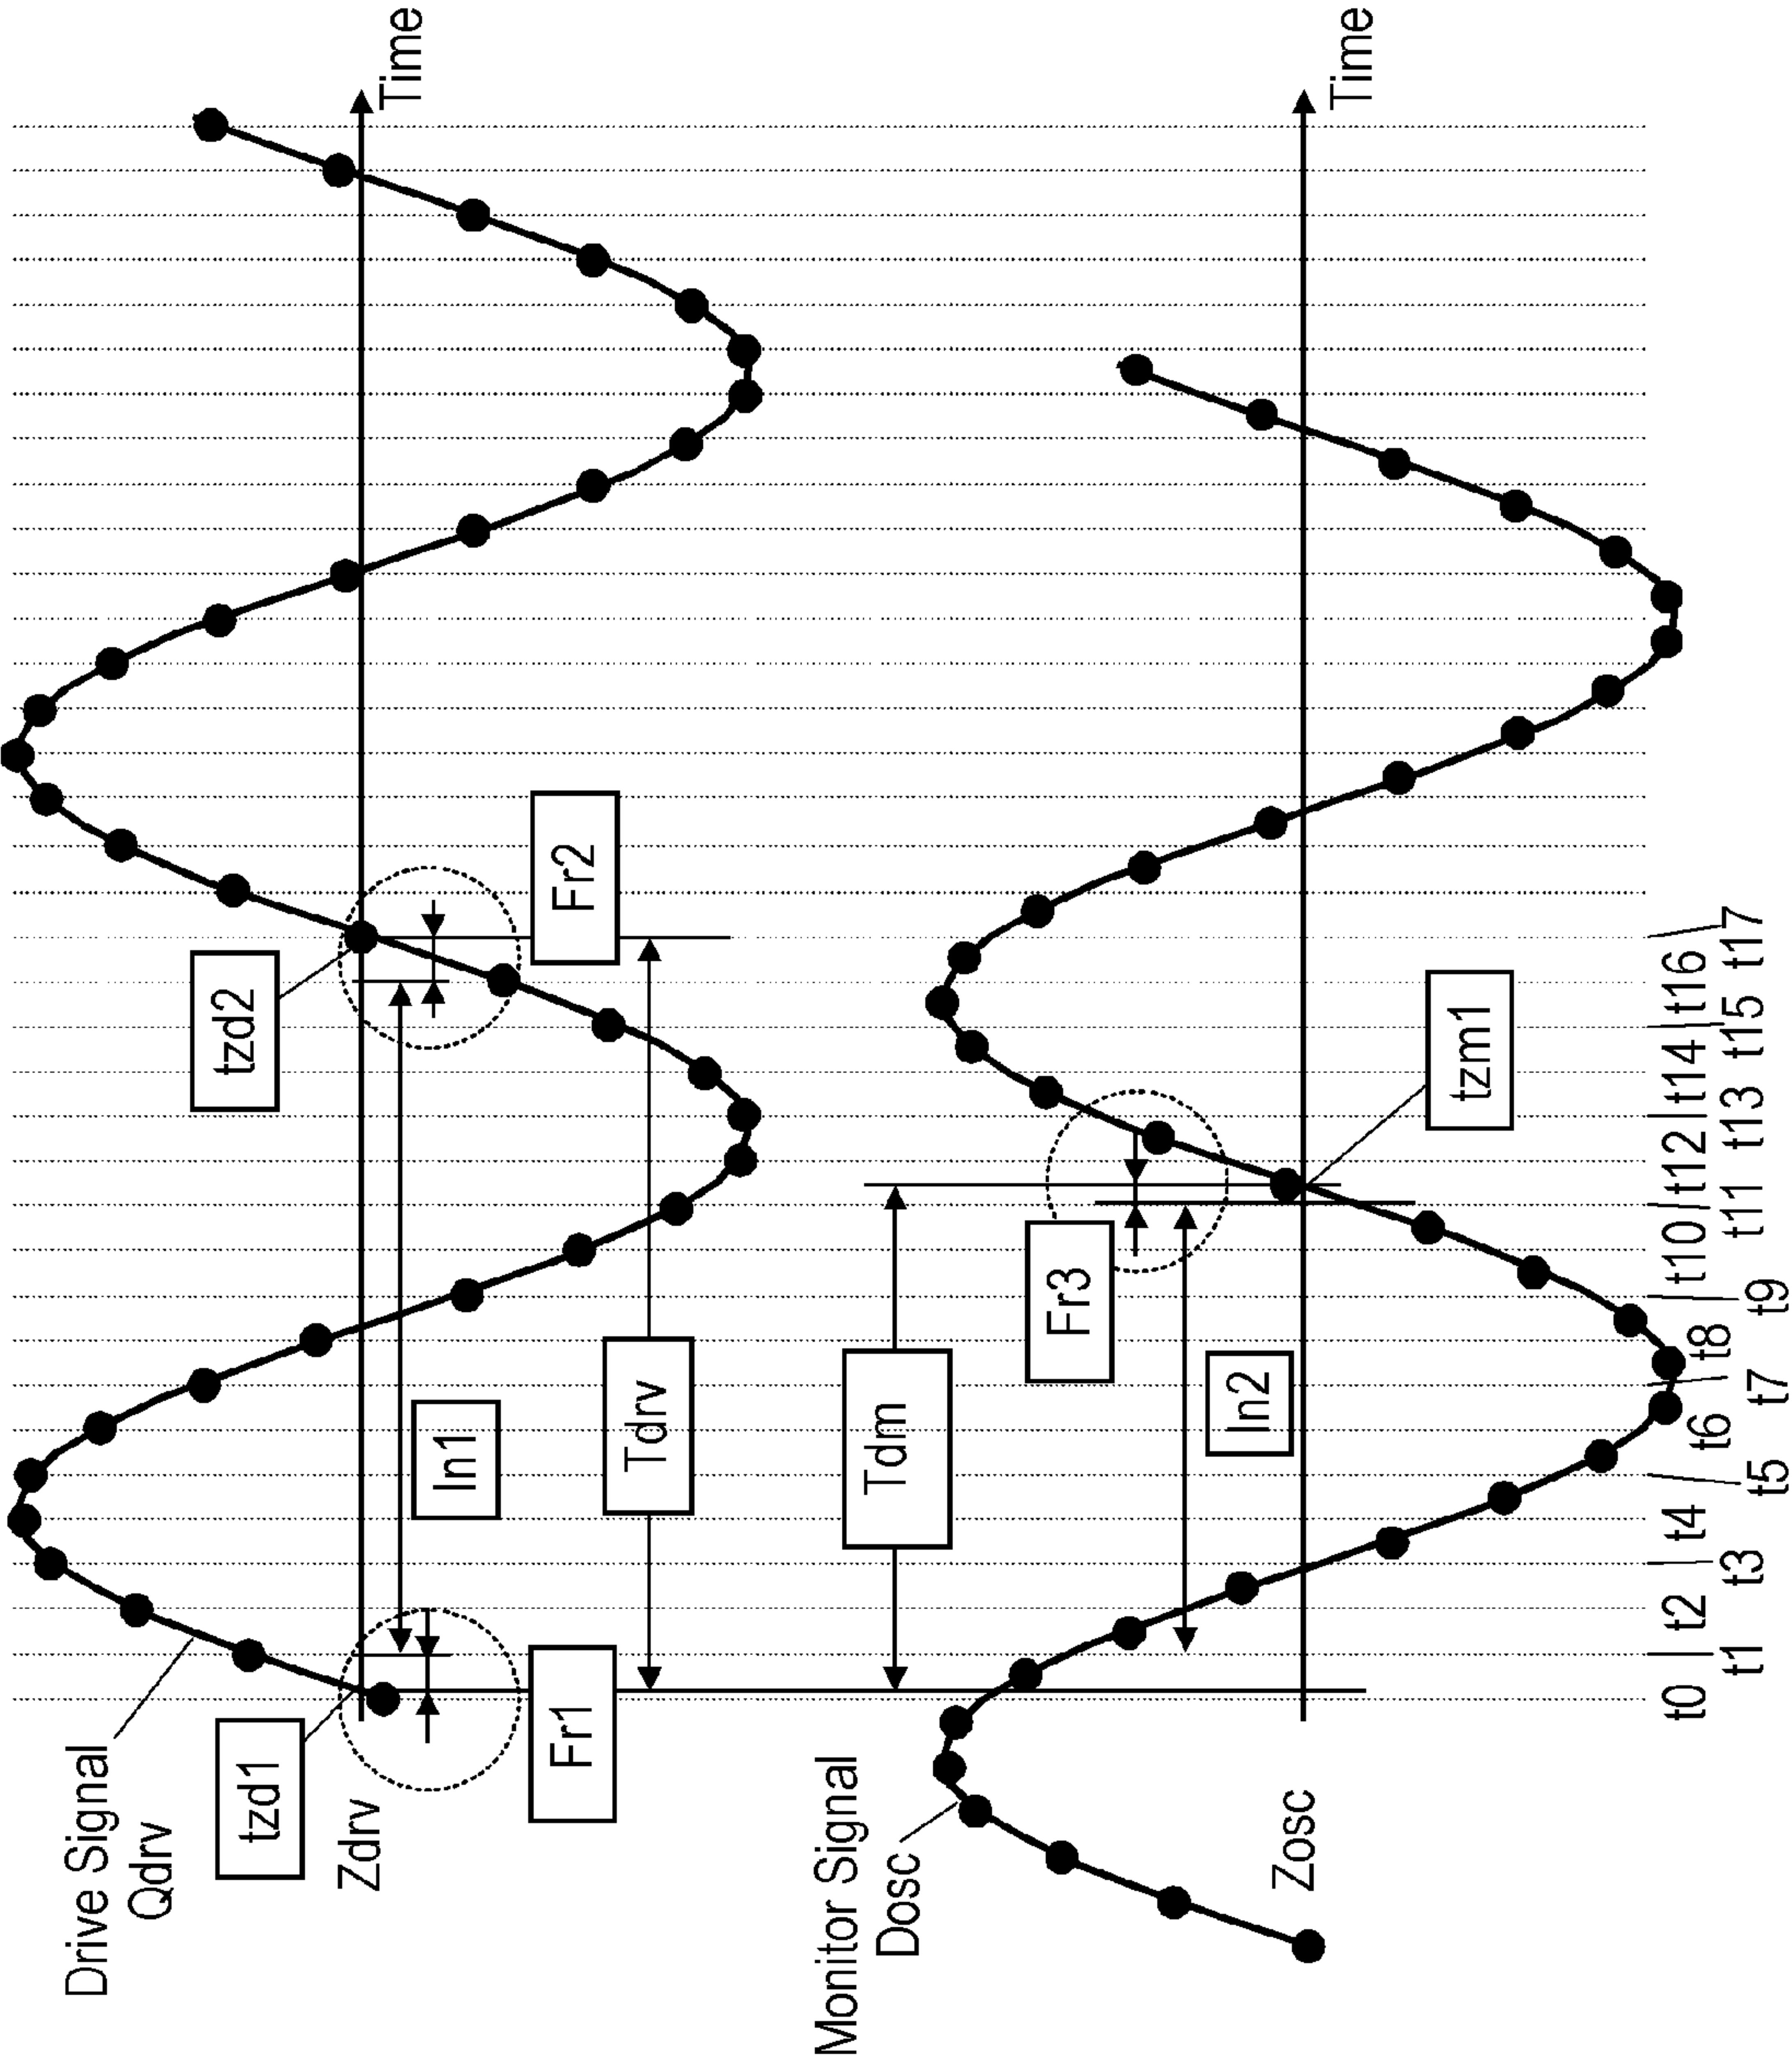 Drive Signal
Qdrv
tzd1
tzd2
Zdrv
Time
Fr1
In1
Fr2
Tdrv
Monitor Signal
Dosc
Tdm
Fr3
In2
tzm1
Zosc
Time
t0 t2 t4 t6 t8 t10 t12 t14 t16
t1 t3 t5 t7 t9 t11 t13 t15 t17